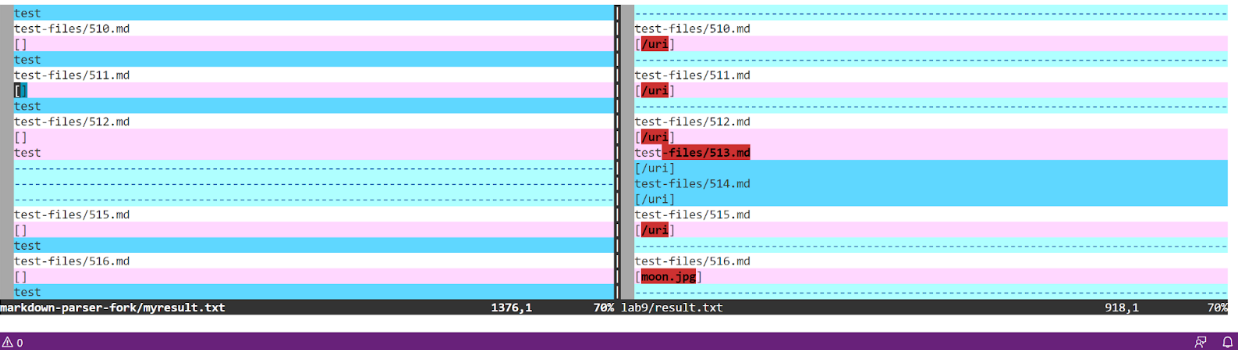 test
test-files/510.md
[]
test
test-files/511.md
[]
test
test-files/512.md
[]
test
test-files/515.md
[]
test
test-files/516.md
[]
test
markdown-parser-fork/myresult.txt 1376,1 70%
test-files/510.md
[/uri]
test-files/511.md
[/uri]
test-files/512.md
[/uri]
test-files/513.md
[/uri]
test-files/514.md
[/uri]
test-files/515.md
[/uri]
test-files/516.md
[moon.jpg]
lab9/result.txt 918,1 70%
0